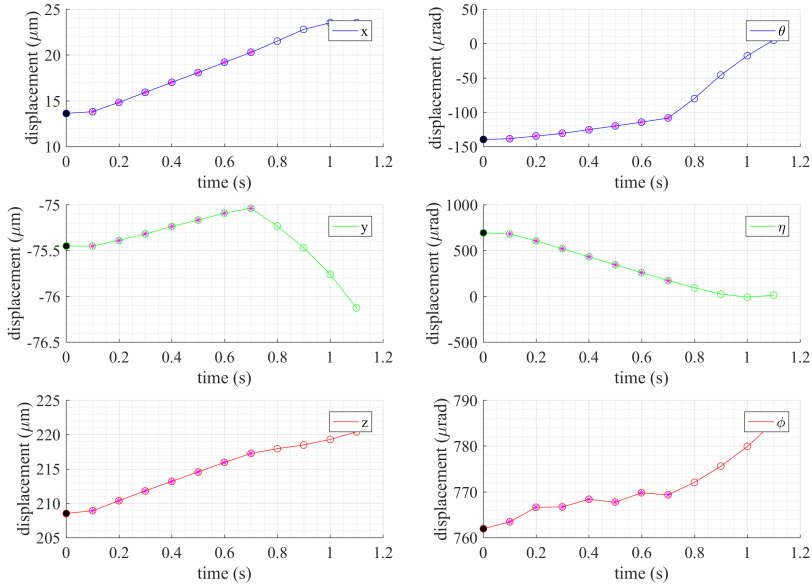 displacement (μm)
25
20
15
10
x
0 0.2 0.4 0.6 0.8 1 1.2
time (s)
displacement (μrad)
50
0
-50
-100
-150
θ
0 0.2 0.4 0.6 0.8 1 1.2
time (s)
displacement (μm)
-75
-75.5
-76
-76.5
y
0 0.2 0.4 0.6 0.8 1 1.2
time (s)
displacement (μrad)
1000
500
0
-500
η
0 0.2 0.4 0.6 0.8 1 1.2
time (s)
displacement (μm)
225
220
215
210
205
z
0 0.2 0.4 0.6 0.8 1 1.2
time (s)
displacement (μrad)
790
780
770
760
ϕ
0 0.2 0.4 0.6 0.8 1 1.2
time (s)